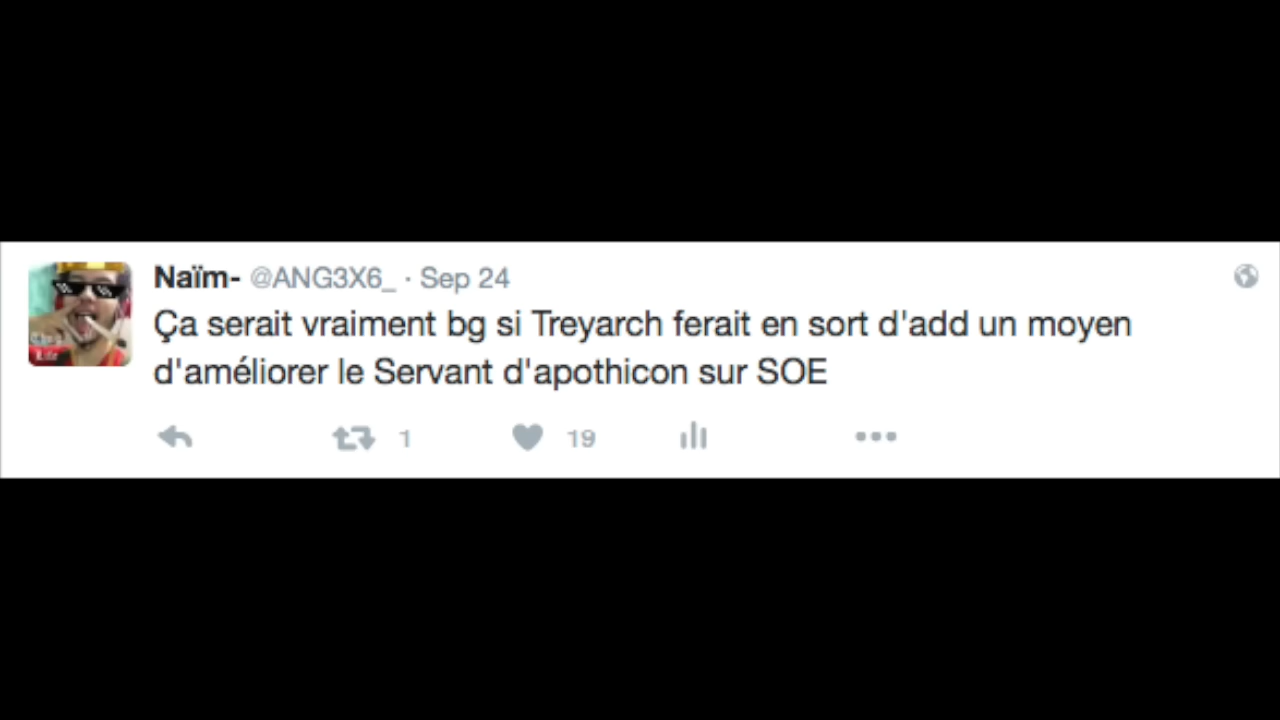 Naïm- @ANG3X6_ · Sep 24
Ça serait vraiment bg si Treyarch ferait en sort d'add un moyen
d'améliorer le Servant d'apothicon sur SOE
1 19